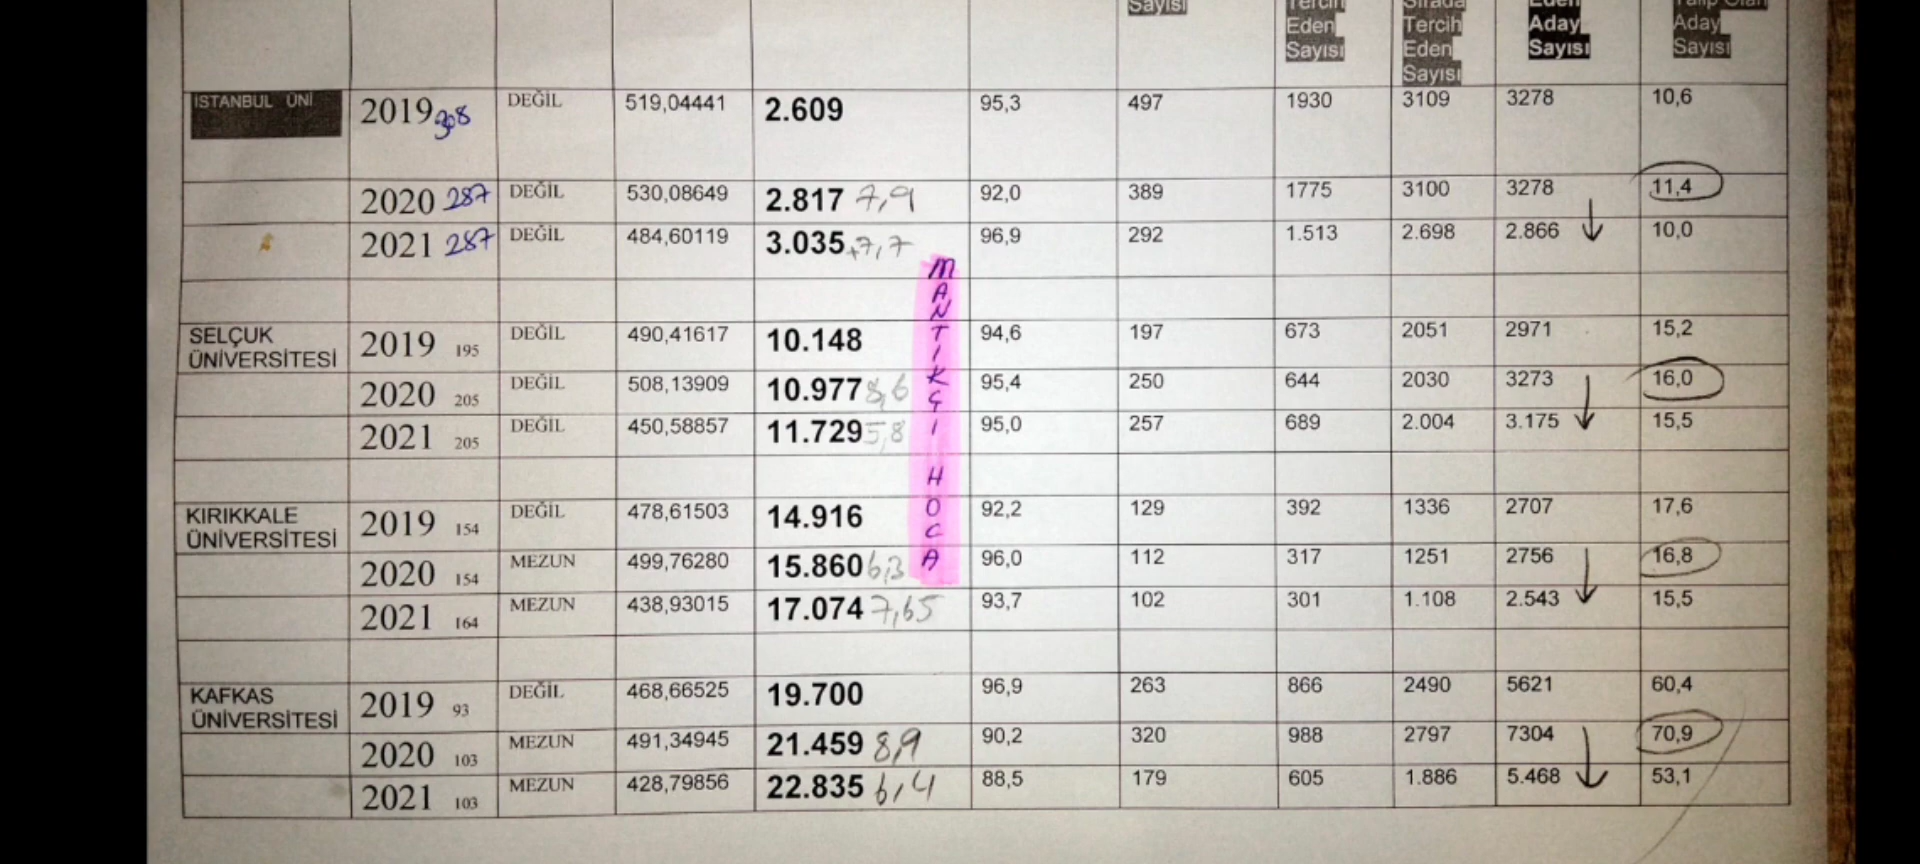 Sayısı Tercih Eden Sayısı Sırada Tercih Eden Sayısı Eden Aday Sayısı Talip Olan Aday Sayısı
İSTANBUL ÜNİ 2019 308 DEĞİL 519,04441 2.609 95,3 497 1930 3109 3278 10,6
2020 287 DEĞİL 530,08649 2.817 7,9 92,0 389 1775 3100 3278 11,4
2021 287 DEĞİL 484,60119 3.035 +7,7 96,9 292 1.513 2.698 2.866 10,0
MANTIKÇI HOCA
SELÇUK ÜNİVERSİTESİ 2019 195 DEĞİL 490,41617 10.148 94,6 197 673 2051 2971 15,2
2020 205 DEĞİL 508,13909 10.977 8,6 95,4 250 644 2030 3273 16,0
2021 205 DEĞİL 450,58857 11.729 5,8 95,0 257 689 2.004 3.175 15,5
KIRIKKALE ÜNİVERSİTESİ 2019 154 DEĞİL 478,61503 14.916 92,2 129 392 1336 2707 17,6
2020 154 MEZUN 499,76280 15.860 6,3 96,0 112 317 1251 2756 16,8
2021 164 MEZUN 438,93015 17.074 7,65 93,7 102 301 1.108 2.543 15,5
KAFKAS ÜNİVERSİTESİ 2019 93 DEĞİL 468,66525 19.700 96,9 263 866 2490 5621 60,4
2020 103 MEZUN 491,34945 21.459 8,9 90,2 320 988 2797 7304 70,9
2021 103 MEZUN 428,79856 22.835 6,4 88,5 179 605 1.886 5.468 53,1